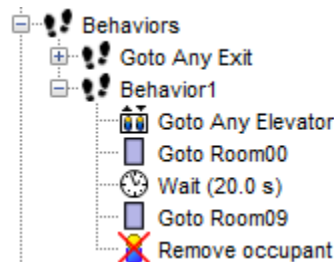 Behaviors
Goto Any Exit
Behavior1
Goto Any Elevator
Goto Room00
Wait (20.0 s)
Goto Room09
Remove occupant